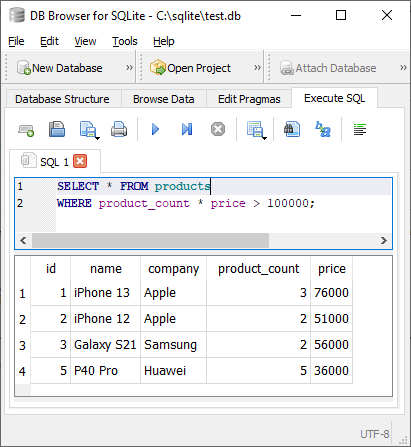 DB Browser for SQLite - C:\sqlite\test.db
File Edit View Tools Help
New Database » Open Project » Attach Database »
Database Structure Browse Data Edit Pragmas Execute SQL
SQL 1
1 SELECT * FROM products
2 WHERE product_count * price > 100000;
id name company product_count price
1 1 iPhone 13 Apple 3 76000
2 2 iPhone 12 Apple 2 51000
3 3 Galaxy S21 Samsung 2 56000
4 5 P40 Pro Huawei 5 36000
UTF-8